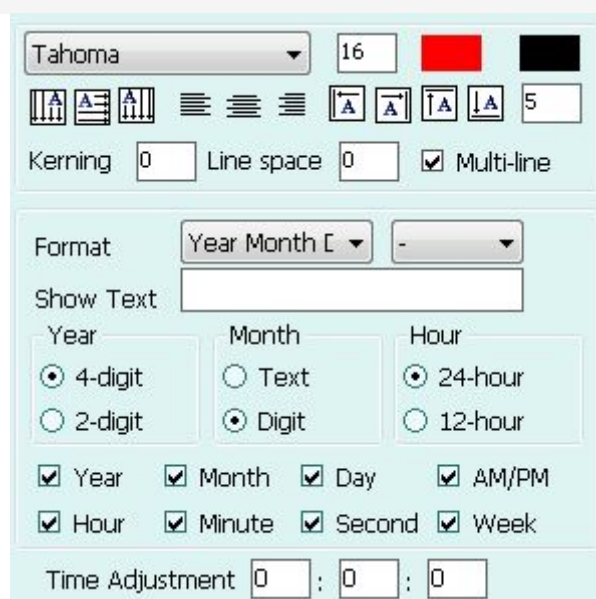 Tahoma 16
A A A A A A A 5
Kerning 0 Line space 0 Multi-line
Format Year Month D -
Show Text
Year Month Hour
4-digit Text 24-hour
2-digit Digit 12-hour
Year Month Day AM/PM
Hour Minute Second Week
Time Adjustment 0 : 0 : 0